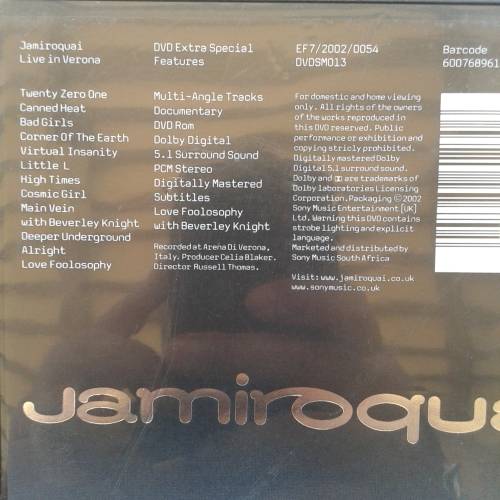 Jamiroquai
Live in Verona
Twenty Zero One
Canned Heat
Bad Girls
Corner Of The Earth
Virtual Insanity
Little L
High Times
Cosmic Girl
Main Vein
with Beverley Knight
Deeper Underground
Alright
Love Foolosophy
DVD Extra Special
Features
Multi-Angle Tracks
Documentary
DVD Rom
Dolby Digital
5.1 Surround Sound
PCM Stereo
Digitally Mastered
Subtitles
Love Foolosophy
with Beverley Knight
Recorded at Arena Di Verona,
Italy. Producer Celia Blaker.
Director Russell Thomas.
EF7/2002/0054
DVDSM013
For domestic and home viewing
only. All rights of the owners
of the works reproduced in
this DVD reserved. Public
performance or exhibition and
copying strictly prohibited.
Digitally mastered Dolby
Digital 5.1 surround sound.
Dolby and are trademarks of
Dolby laboratories Licensing
Corporation. Packaging ©2002
Sony Music Entertainment [UK]
Ltd. Warning this DVD contains
strobe lighting and explicit
language.
Marketed and distributed by
Sony Music South Africa
Visit: www.jamiroquai.co.uk
www.sonymusic.co.uk
Barcode
600768961
Jamiroqua